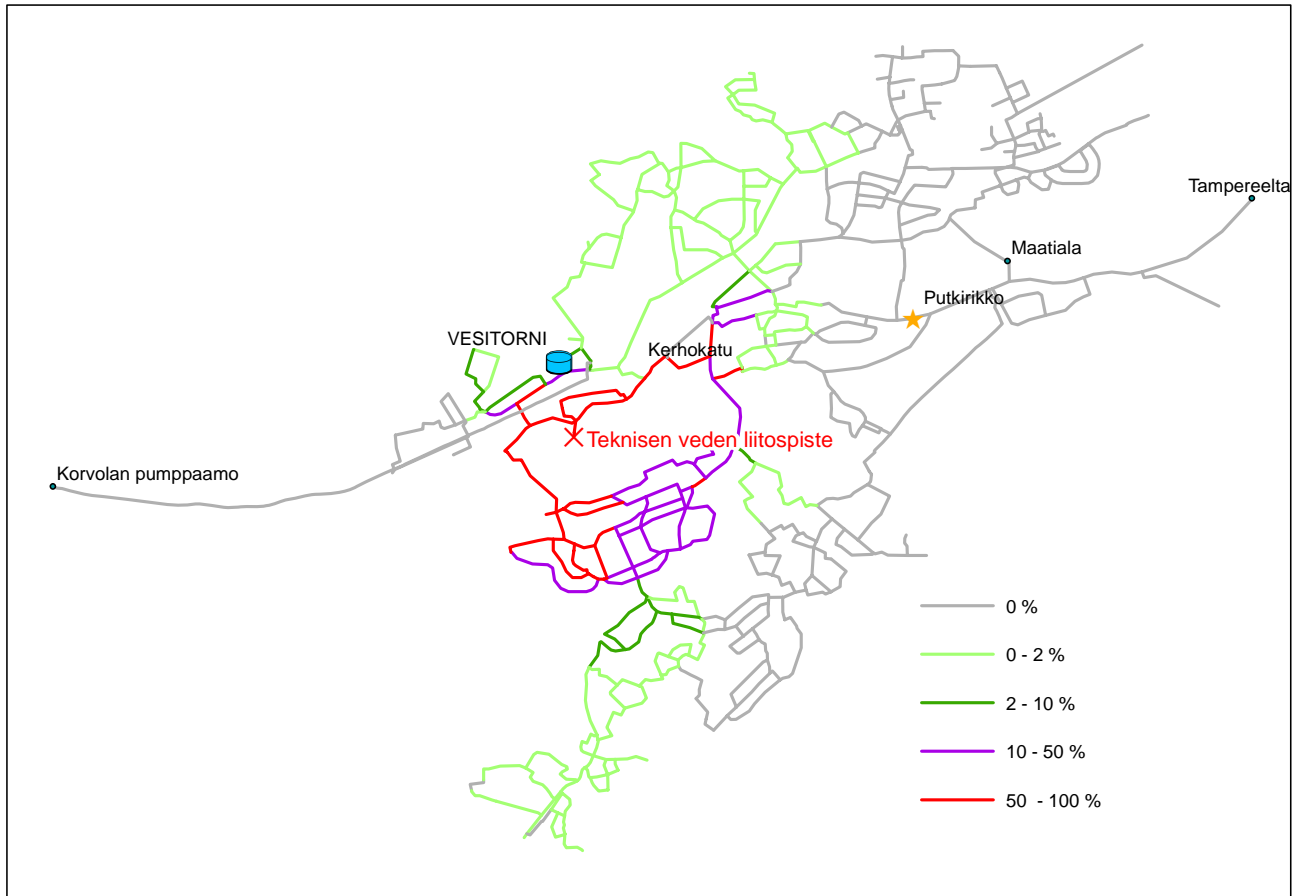 Tampereelta
Maatiala
Putkirikko
VESITORNI
Kerhokatu
Teknisen veden liitospiste
Korvolan pumppaamo
0 %
0 - 2 %
2 - 10 %
10 - 50 %
50 - 100 %